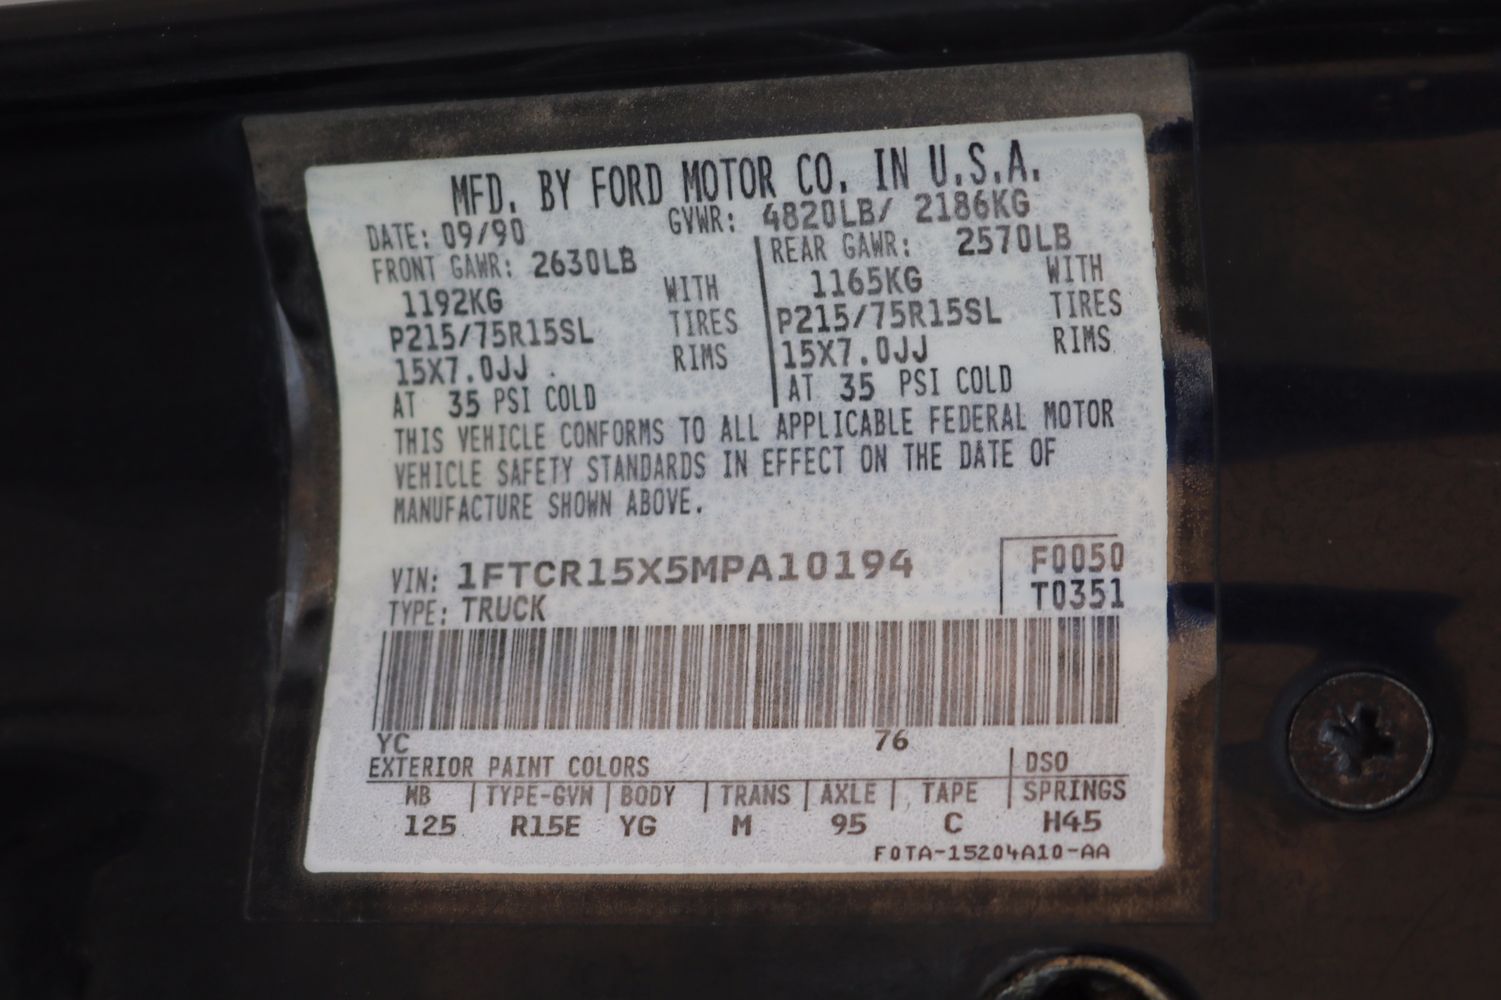 MFD. BY FORD MOTOR CO. IN U.S.A.
DATE: 09/90 GVWR: 4820LB/ 2186KG
FRONT GAWR: 2630LB REAR GAWR: 2570LB
1192KG WITH 1165KG WITH
P215/75R15SL TIRES P215/75R15SL TIRES
15X7.0JJ RIMS 15X7.0JJ RIMS
AT 35 PSI COLD AT 35 PSI COLD
THIS VEHICLE CONFORMS TO ALL APPLICABLE FEDERAL MOTOR
VEHICLE SAFETY STANDARDS IN EFFECT ON THE DATE OF
MANUFACTURE SHOWN ABOVE.
VIN: 1FTCR15X5MPA10194 F0050
TYPE: TRUCK T0351
YC 76
EXTERIOR PAINT COLORS DSO
WB TYPE-GVW BODY TRANS AXLE TAPE SPRINGS
125 R15E YG M 95 C H45
F0TA-15204A10-AA